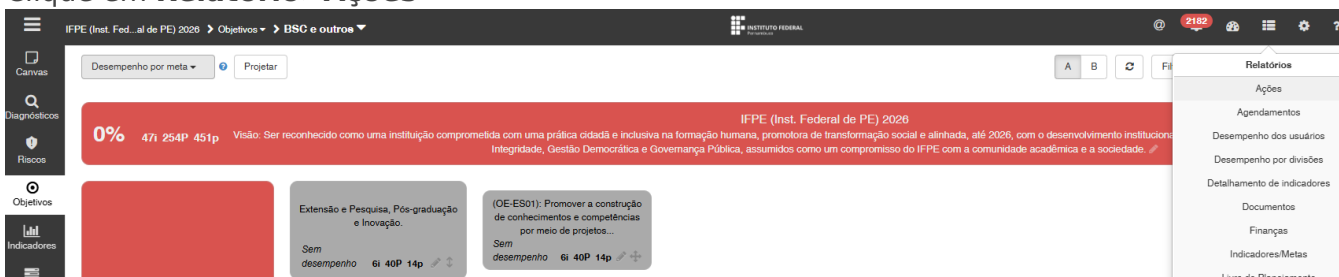 IFPE (Inst. Fed...al de PE) 2026 > Objetivos > BSC e outros
INSTITUTO FEDERAL
Pernambuco
@
2182
?
Canvas
Diagnósticos
Riscos
Objetivos
Indicadores
Desempenho por meta
?
Projetar
A B
Relatórios
Ações
Agendamentos
Desempenho dos usuários
Desempenho por divisões
Detalhamento de indicadores
Documentos
Finanças
Indicadores/Metas
IFPE (Inst. Federal de PE) 2026
0% 47i 254P 451p Visão: Ser reconhecido como uma instituição comprometida com uma prática cidadã e inclusiva na formação humana, promotora de transformação social e alinhada, até 2026, com o desenvolvimento instituciona
Integridade, Gestão Democrática e Governança Pública, assumidos como um compromisso do IFPE com a comunidade acadêmica e a sociedade.
Extensão e Pesquisa, Pós-graduação
e Inovação.
Sem
desempenho 6i 40P 14p
(OE-ES01): Promover a construção
de conhecimentos e competências
por meio de projetos...
Sem
desempenho 6i 40P 14p